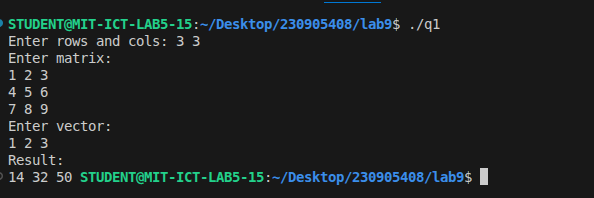 STUDENT@MIT-ICT-LAB5-15:~/Desktop/230905408/lab9$ ./q1
Enter rows and cols: 3 3
Enter matrix:
1 2 3
4 5 6
7 8 9
Enter vector:
1 2 3
Result:
14 32 50 STUDENT@MIT-ICT-LAB5-15:~/Desktop/230905408/lab9$